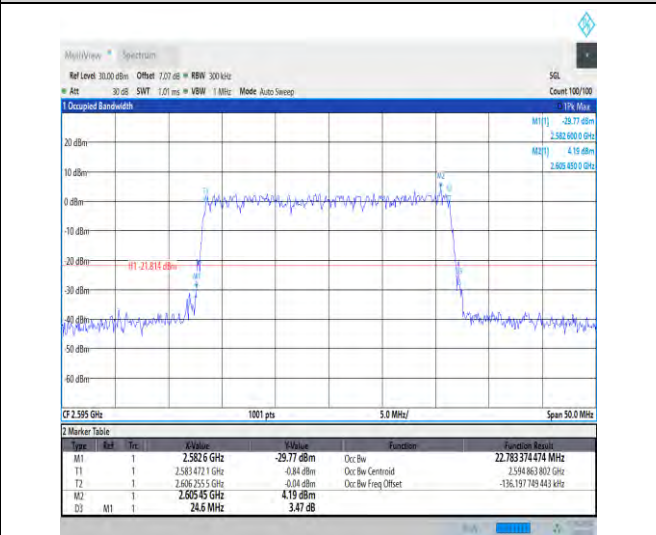 MultiView Spectrum
Ref Level 30.00 dBm Offset 7.07 dB RBW 300 kHz SGL
Att 30 dB SWT 1.01 ms VBW 1 MHz Mode Auto Sweep Count 100/100
1 Occupied Bandwidth 1Pk Max
M1[1] -29.77 dBm
2.582 600 0 GHz
M2[1] 4.19 dBm
2.605 450 0 GHz
20 dBm
10 dBm
M2
T1
T2
0 dBm
-10 dBm
-20 dBm
H1 -21.814 dBm
M1
D3
-30 dBm
-40 dBm
-50 dBm
-60 dBm
CF 2.595 GHz 1001 pts 5.0 MHz/ Span 50.0 MHz
2 Marker Table
Type Ref Trc X-Value Y-Value Function Function Result
M1 1 2.582 6 GHz -29.77 dBm Occ Bw 22.783 374 474 MHz
T1 1 2.583 472 1 GHz -0.84 dBm Occ Bw Centroid 2.594 863 802 GHz
T2 1 2.606 255 5 GHz -0.04 dBm Occ Bw Freq Offset -136.197 749 443 kHz
M2 1 2.605 45 GHz 4.19 dBm
D3 M1 1 24.6 MHz 3.47 dB